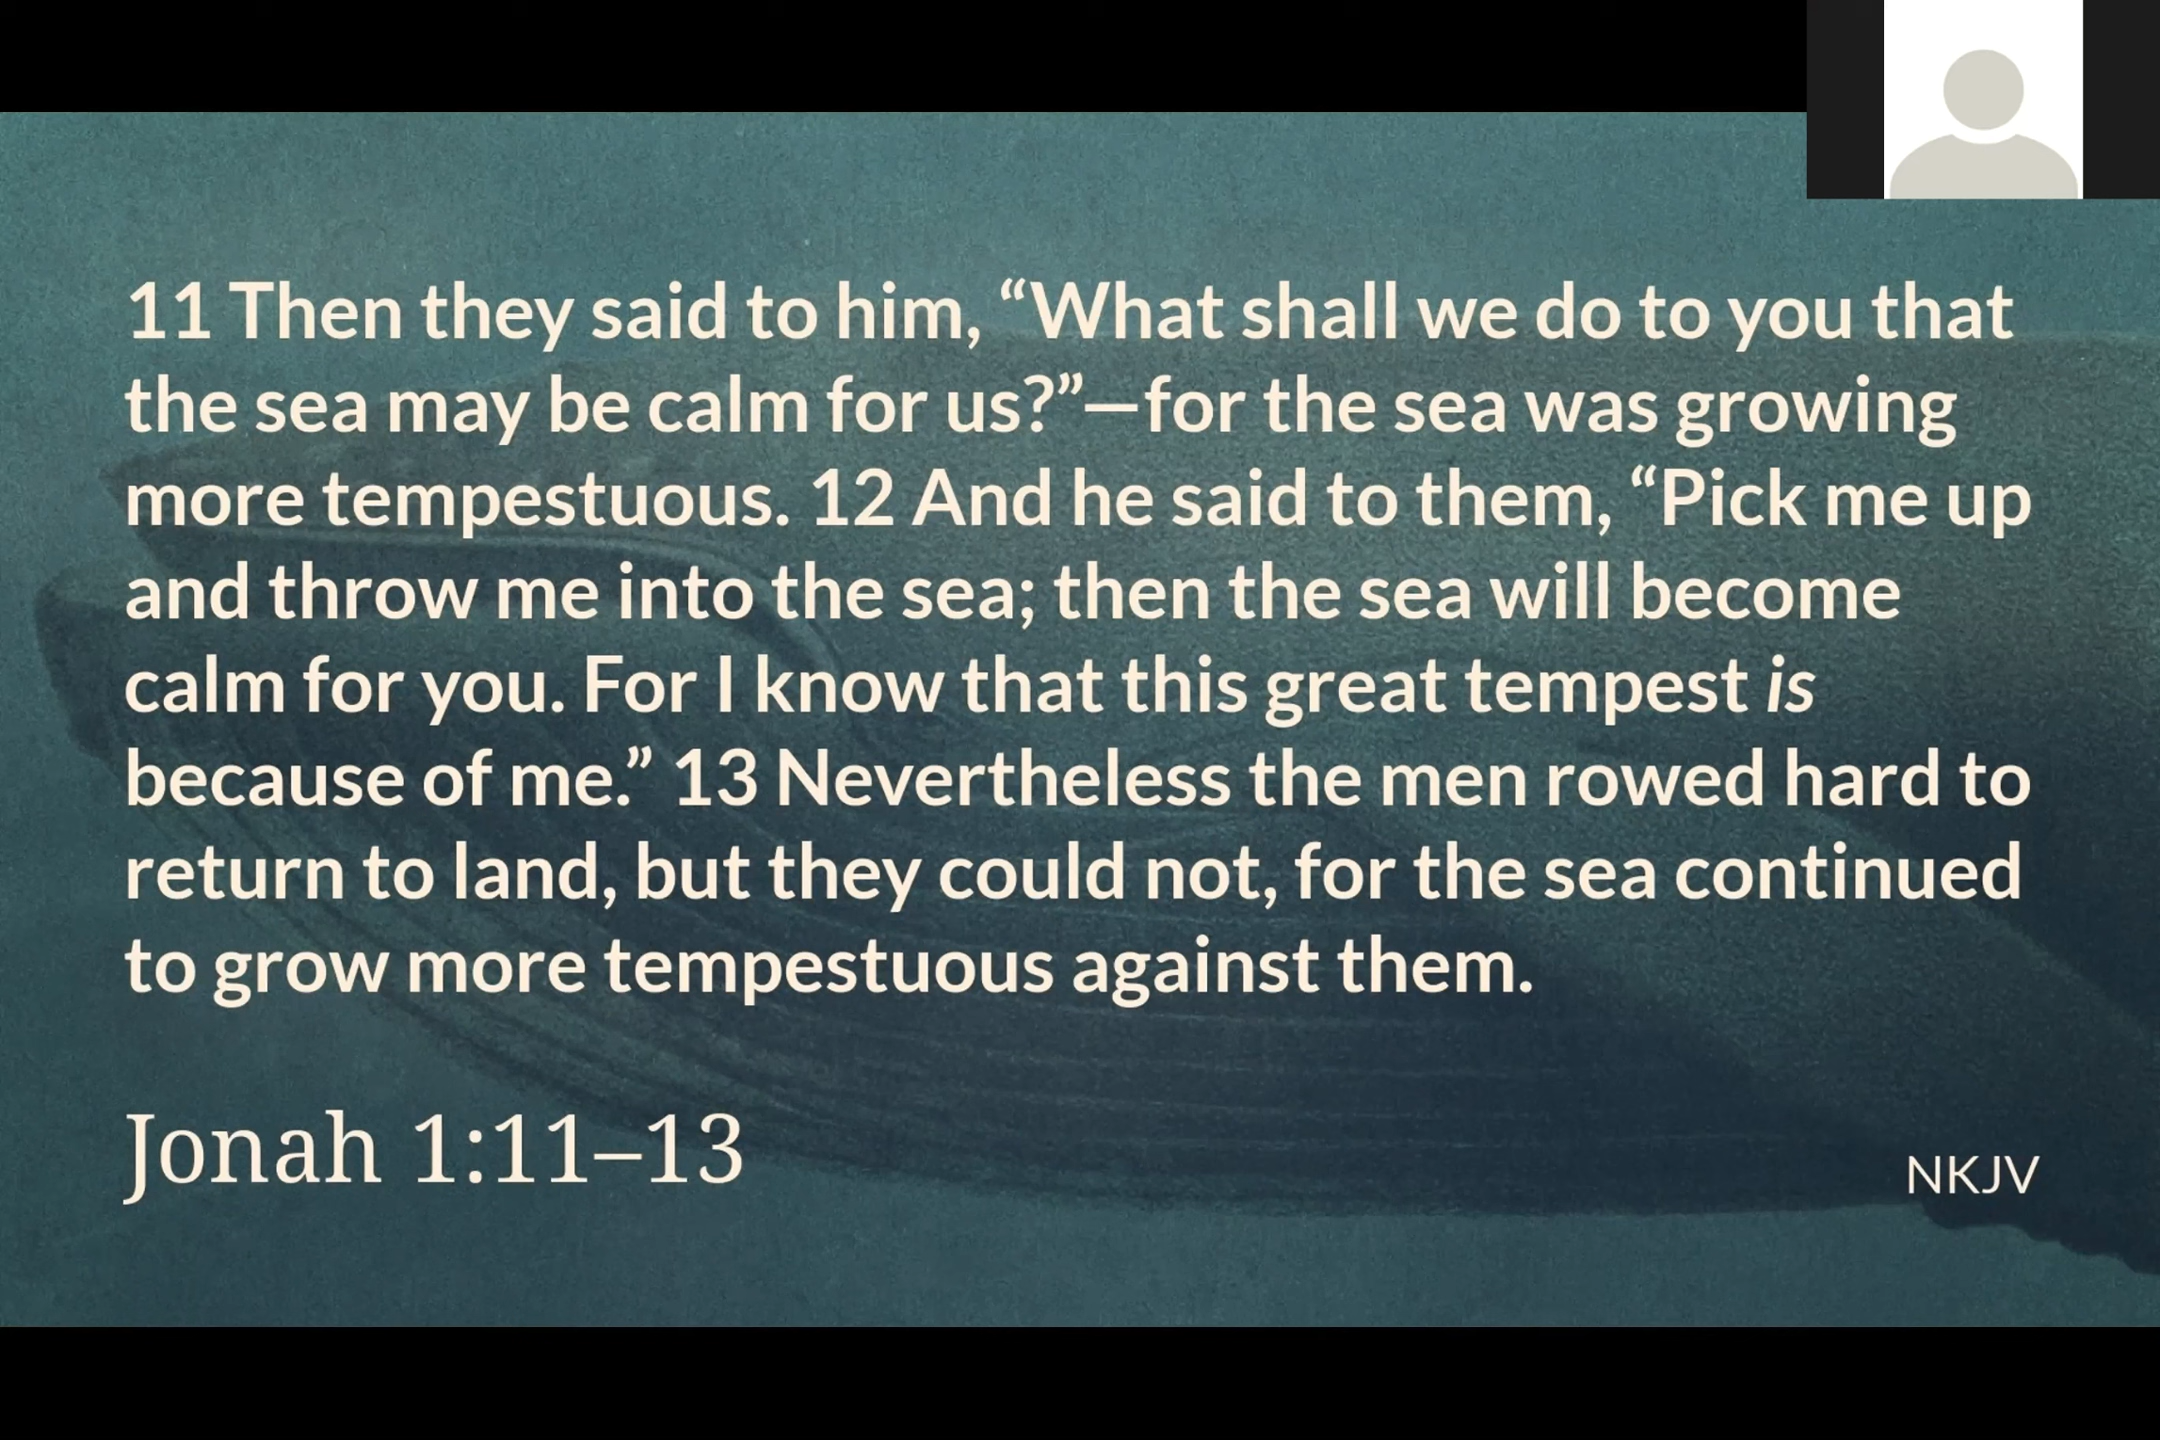 11 Then they said to him, “What shall we do to you that
the sea may be calm for us?”—for the sea was growing
more tempestuous. 12 And he said to them, “Pick me up
and throw me into the sea; then the sea will become
calm for you. For I know that this great tempest is
because of me.” 13 Nevertheless the men rowed hard to
return to land, but they could not, for the sea continued
to grow more tempestuous against them.
Jonah 1:11–13
NKJV